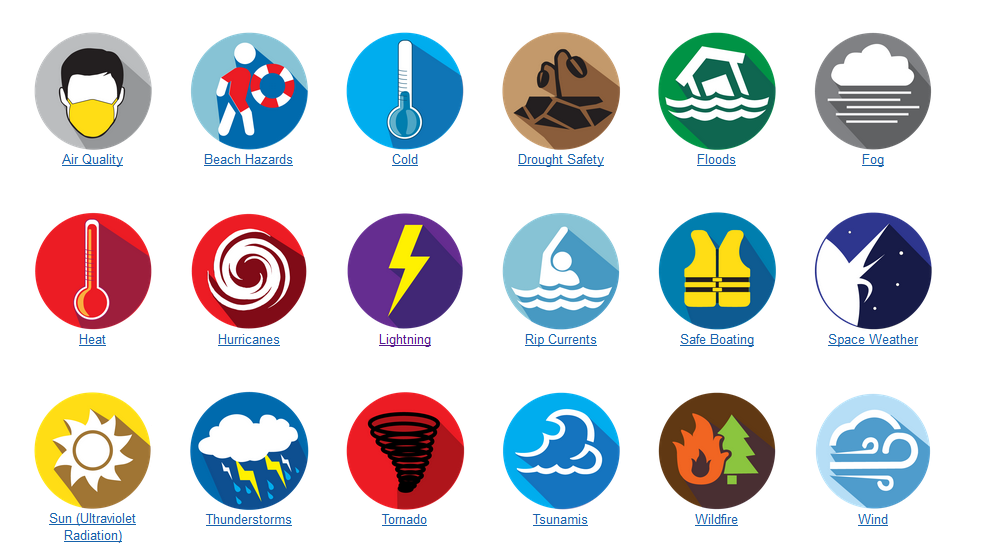 Air Quality
Beach Hazards
Cold
Drought Safety
Floods
Fog
Heat
Hurricanes
Lightning
Rip Currents
Safe Boating
Space Weather
Sun (Ultraviolet
Radiation)
Thunderstorms
Tornado
Tsunamis
Wildfire
Wind